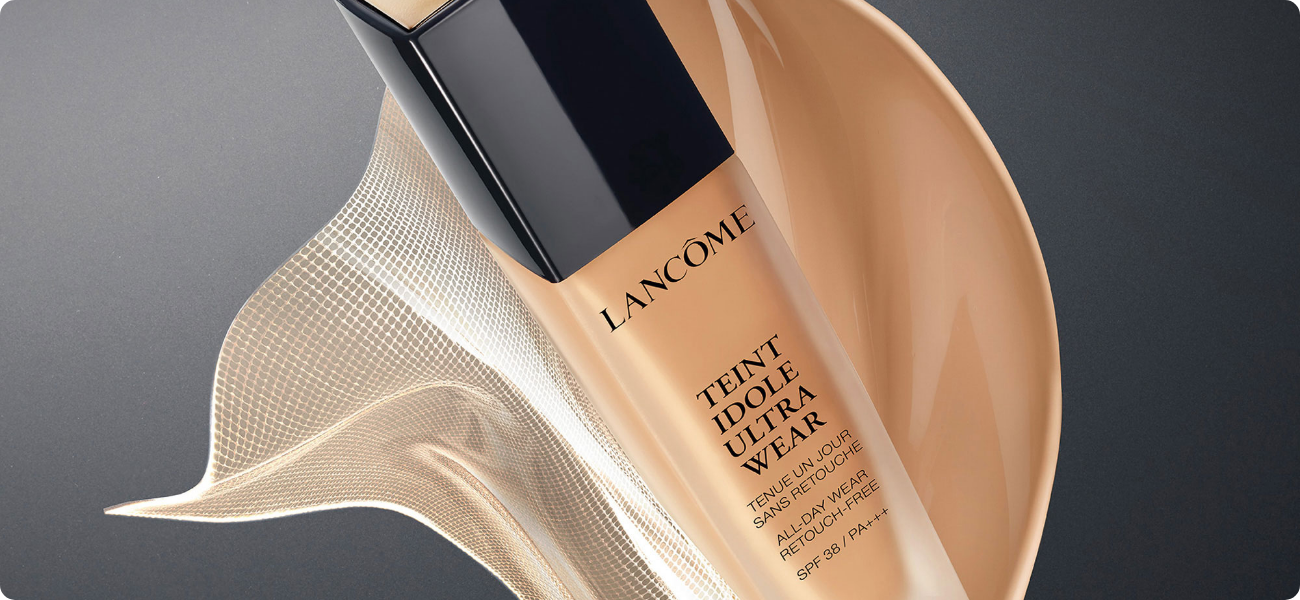 LANCÔME
TEINT
IDOLE
ULTRA
WEAR
TENUE UN JOUR
SANS RETOUCHE
ALL-DAY WEAR
RETOUCH-FREE
SPF 38 / PA+++